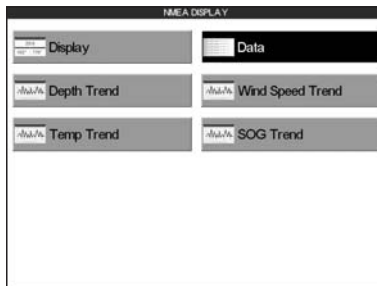 NMEA DISPLAY
Display
Data
Depth Trend
Wind Speed Trend
Temp Trend
SOG Trend